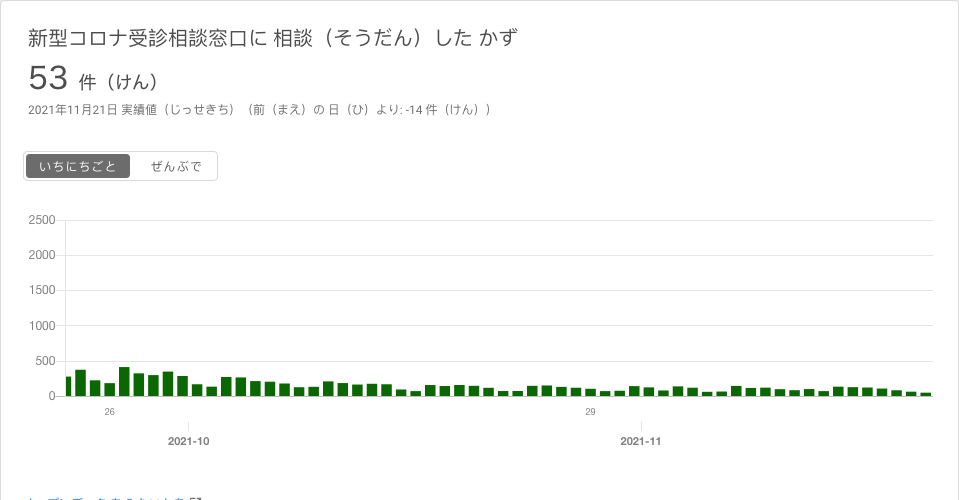 新型コロナ受診相談窓口に 相談（そうだん）した かず
53 件（けん）
2021年11月21日 実績値（じっせきち）（前（まえ）の 日（ひ）より: -14 件（けん））
いちにちごと ぜんぶで
2500
2000
1500
1000
500
0
26 29
2021-10 2021-11